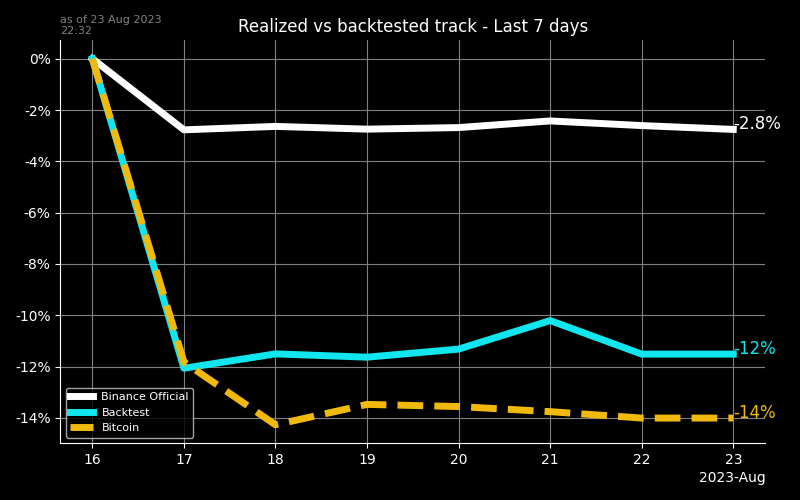 as of 23 Aug 2023
22:32
Realized vs backtested track - Last 7 days
0%
-2%
-4%
-6%
-8%
-10%
-12%
-14%
-2.8%
-12%
-14%
Binance Official
Backtest
Bitcoin
16 17 18 19 20 21 22 23
2023-Aug